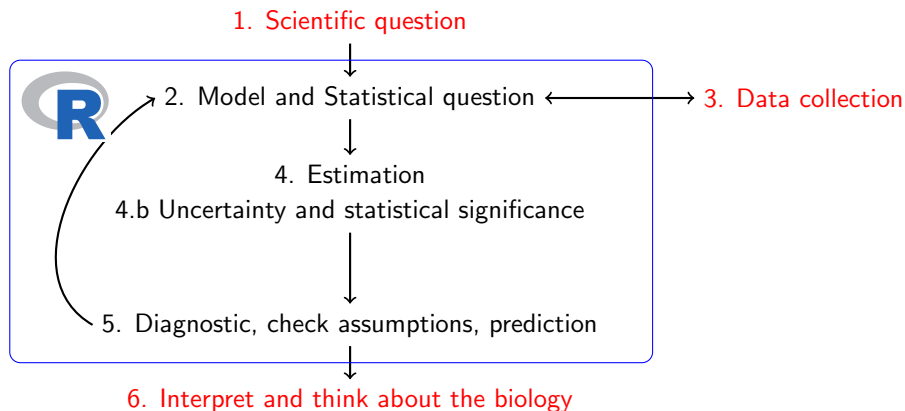 1. Scientific question
R
2. Model and Statistical question
3. Data collection
4. Estimation
4.b Uncertainty and statistical significance
5. Diagnostic, check assumptions, prediction
6. Interpret and think about the biology